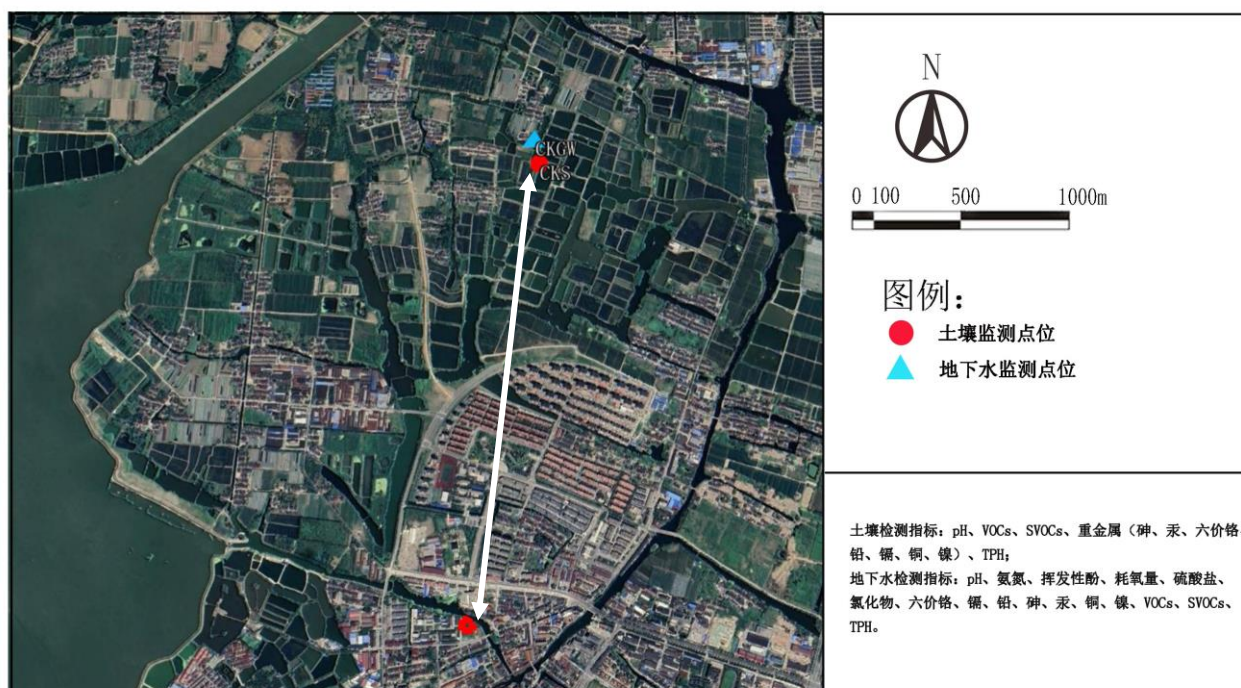 CKGW
CKS
N
0 100 500 1000m
图例：
土壤监测点位
地下水监测点位
土壤检测指标：pH、VOCs、SVOCs、重金属（砷、汞、六价铬、
铅、镉、铜、镍）、TPH；
地下水检测指标：pH、氨氮、挥发性酚、耗氧量、硫酸盐、
氯化物、六价铬、镉、铅、砷、汞、铜、镍、VOCs、SVOCs、
TPH。